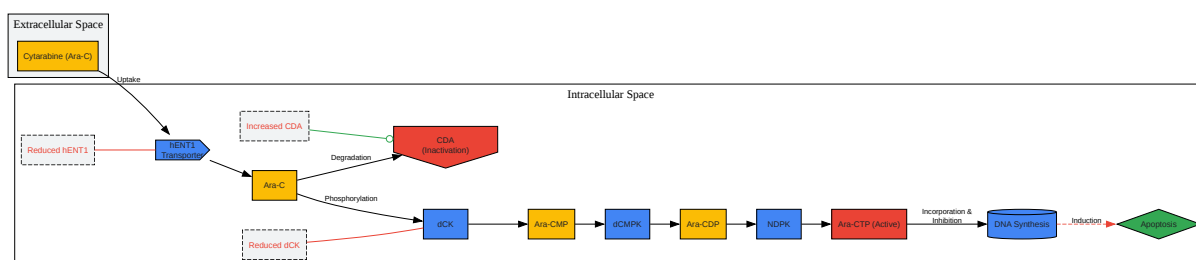 Extracellular Space
Cytarabine (Ara-C)
Uptake
Intracellular Space
Increased CDA
CDA
(Inactivation)
Reduced hENT1
hENT1
Transporter
Degradation
Ara-C
Phosphorylation
Reduced dCK
dCK
Ara-CMP
dCMPK
Ara-CDP
NDPK
Ara-CTP (Active)
Incorporation &
Inhibition
DNA Synthesis
Induction
Apoptosis